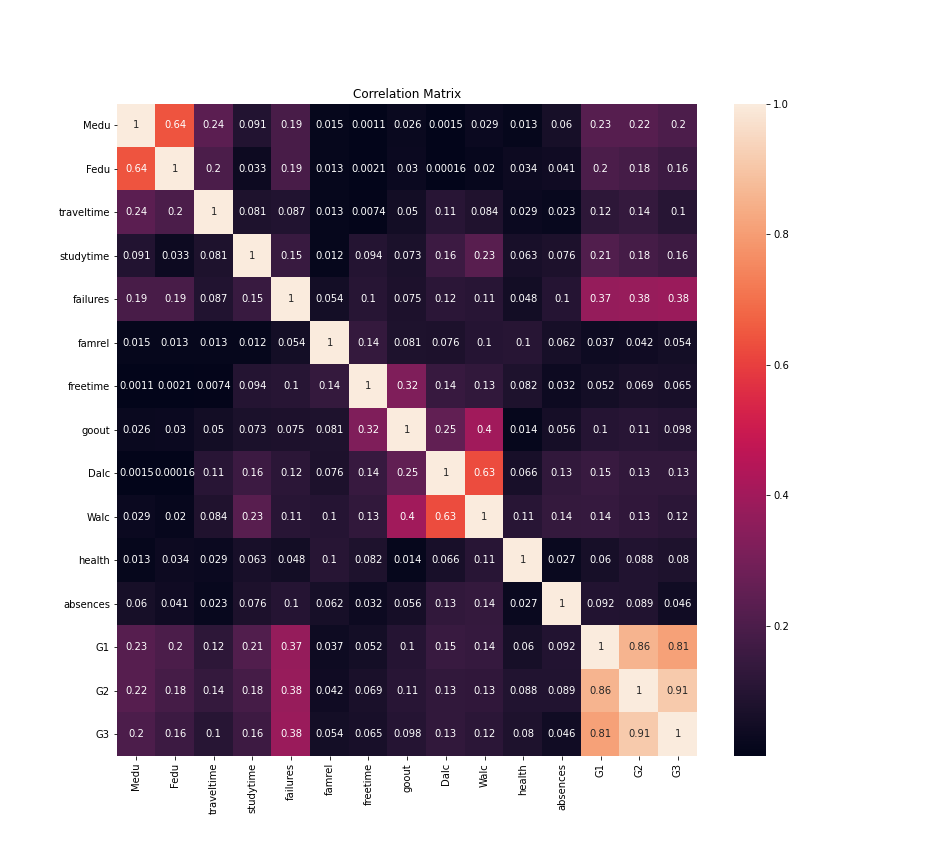 Correlation Matrix
Medu 1 0.64 0.24 0.091 0.19 0.015 0.0011 0.026 0.0015 0.029 0.013 0.06 0.23 0.22 0.2
Fedu 0.64 1 0.2 0.033 0.19 0.013 0.0021 0.03 0.00016 0.02 0.034 0.041 0.2 0.18 0.16
traveltime 0.24 0.2 1 0.081 0.087 0.013 0.0074 0.05 0.11 0.084 0.029 0.023 0.12 0.14 0.1
studytime 0.091 0.033 0.081 1 0.15 0.012 0.094 0.073 0.16 0.23 0.063 0.076 0.21 0.18 0.16
failures 0.19 0.19 0.087 0.15 1 0.054 0.1 0.075 0.12 0.11 0.048 0.1 0.37 0.38 0.38
famrel 0.015 0.013 0.013 0.012 0.054 1 0.14 0.081 0.076 0.1 0.1 0.062 0.037 0.042 0.054
freetime 0.0011 0.0021 0.0074 0.094 0.1 0.14 1 0.32 0.14 0.13 0.082 0.032 0.052 0.069 0.065
goout 0.026 0.03 0.05 0.073 0.075 0.081 0.32 1 0.25 0.4 0.014 0.056 0.1 0.11 0.098
Dalc 0.0015 0.00016 0.11 0.16 0.12 0.076 0.14 0.25 1 0.63 0.066 0.13 0.15 0.13 0.13
Walc 0.029 0.02 0.084 0.23 0.11 0.1 0.13 0.4 0.63 1 0.11 0.14 0.14 0.13 0.12
health 0.013 0.034 0.029 0.063 0.048 0.1 0.082 0.014 0.066 0.11 1 0.027 0.06 0.088 0.08
absences 0.06 0.041 0.023 0.076 0.1 0.062 0.032 0.056 0.13 0.14 0.027 1 0.092 0.089 0.046
G1 0.23 0.2 0.12 0.21 0.37 0.037 0.052 0.1 0.15 0.14 0.06 0.092 1 0.86 0.81
G2 0.22 0.18 0.14 0.18 0.38 0.042 0.069 0.11 0.13 0.13 0.088 0.089 0.86 1 0.91
G3 0.2 0.16 0.1 0.16 0.38 0.054 0.065 0.098 0.13 0.12 0.08 0.046 0.81 0.91 1
Medu Fedu traveltime studytime failures famrel freetime goout Dalc Walc health absences G1 G2 G3
1.0
0.8
0.6
0.4
0.2